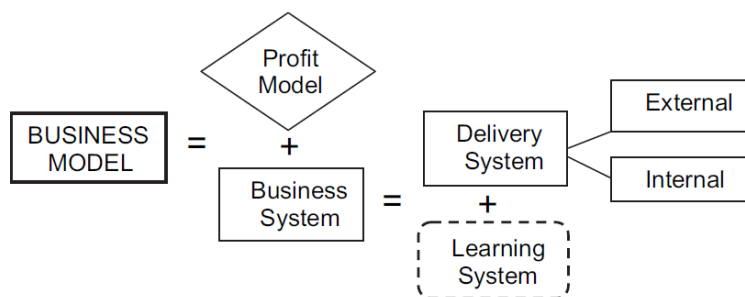 BUSINESS
MODEL
=
Profit
Model
+
Business
System
=
Delivery
System
+
Learning
System
External
Internal